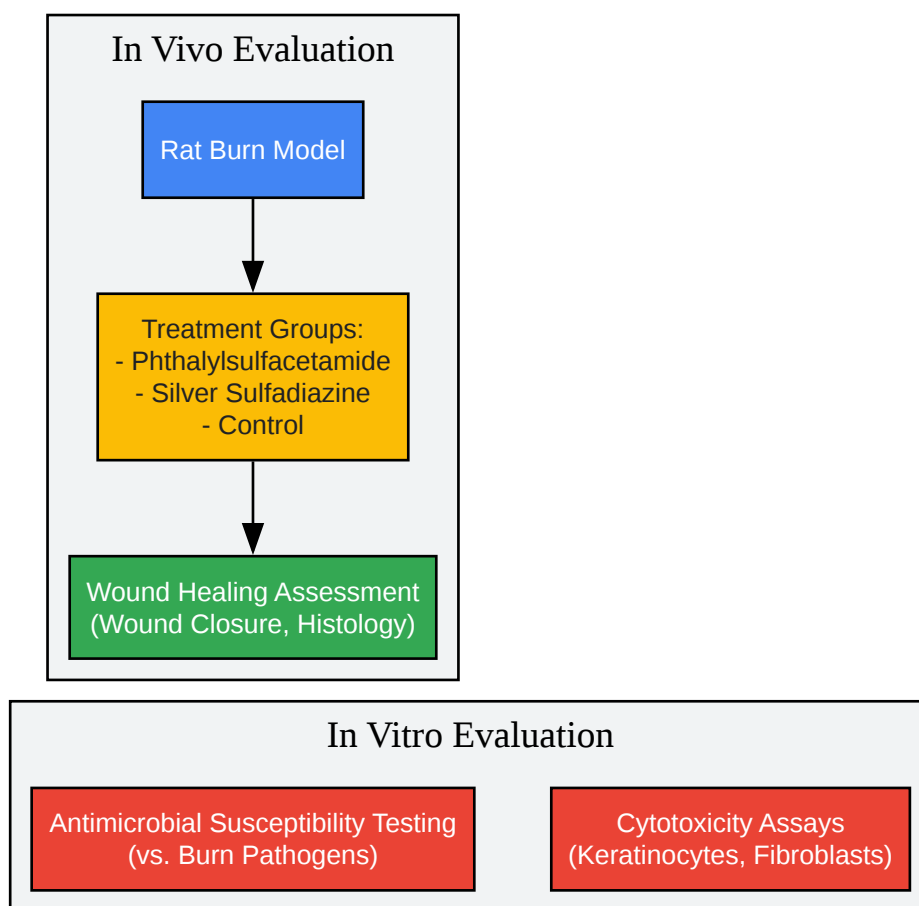 In Vivo Evaluation
Rat Burn Model
Treatment Groups:
- Phthalylsulfacetamide
- Silver Sulfadiazine
- Control
Wound Healing Assessment
(Wound Closure, Histology)
In Vitro Evaluation
Antimicrobial Susceptibility Testing
(vs. Burn Pathogens)
Cytotoxicity Assays
(Keratinocytes, Fibroblasts)